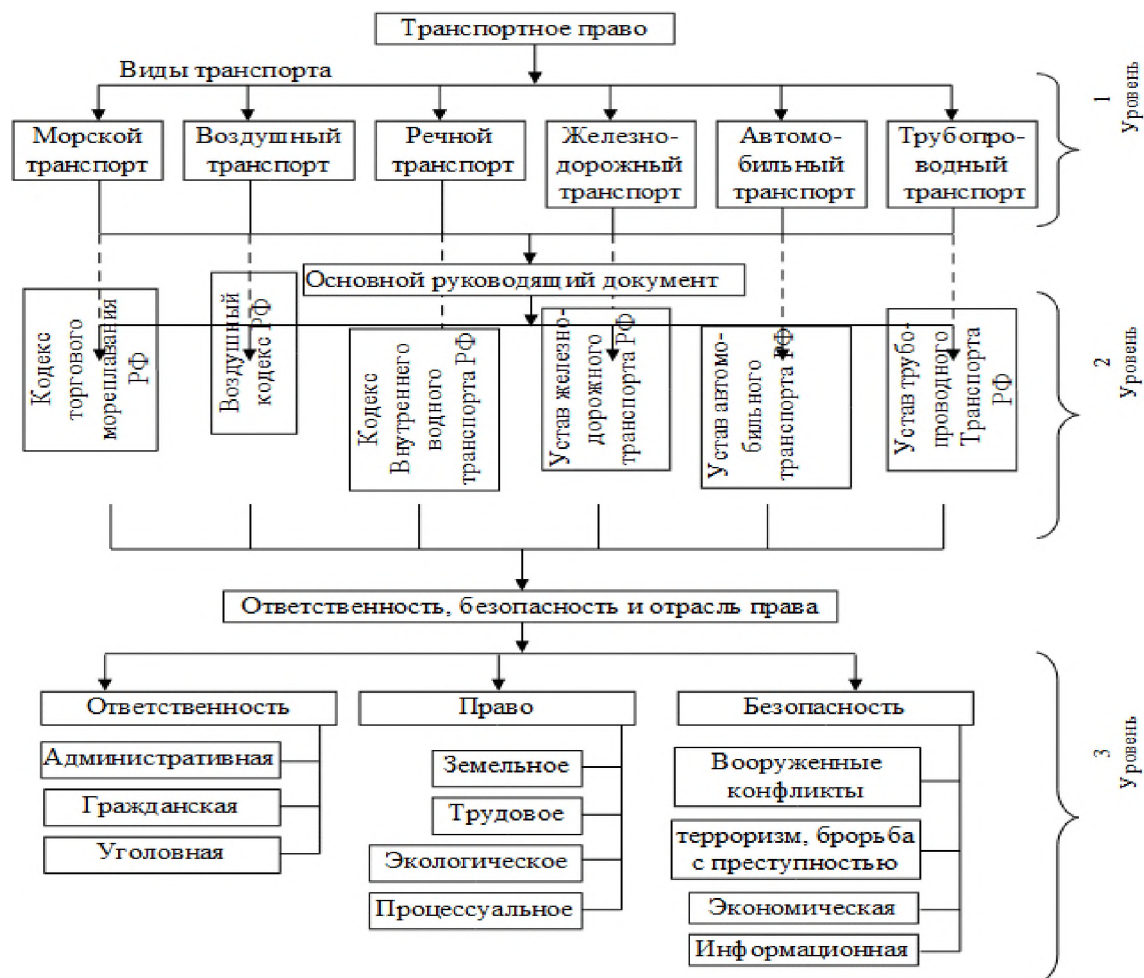 Транспортное право
Виды транспорта
1
Уровень
Морской
транспорт
Воздушный
транспорт
Речной
транспорт
Железно-
дорожный
транспорт
Автомо-
бильный
транспорт
Трубопро-
водный
транспорт
Основной руководящий документ
2
Уровень
Кодекс
торгового
мореплавания
РФ
Воздушный
кодекс РФ
Кодекс
Внутреннего
водного
транспорта РФ
Устав железно-
дорожного
транспорта РФ
Устав автомо-
бильного
транспорта РФ
Устав трубо-
проводного
Транспорта
РФ
Ответственность, безопасность и отрасль права
3
Уровень
Ответственность
Административная
Гражданская
Уголовная
Право
Земельное
Трудовое
Экологическое
Процессуальное
Безопасность
Вооруженные
конфликты
терроризм, брорьба
с преступностью
Экономическая
Информационная